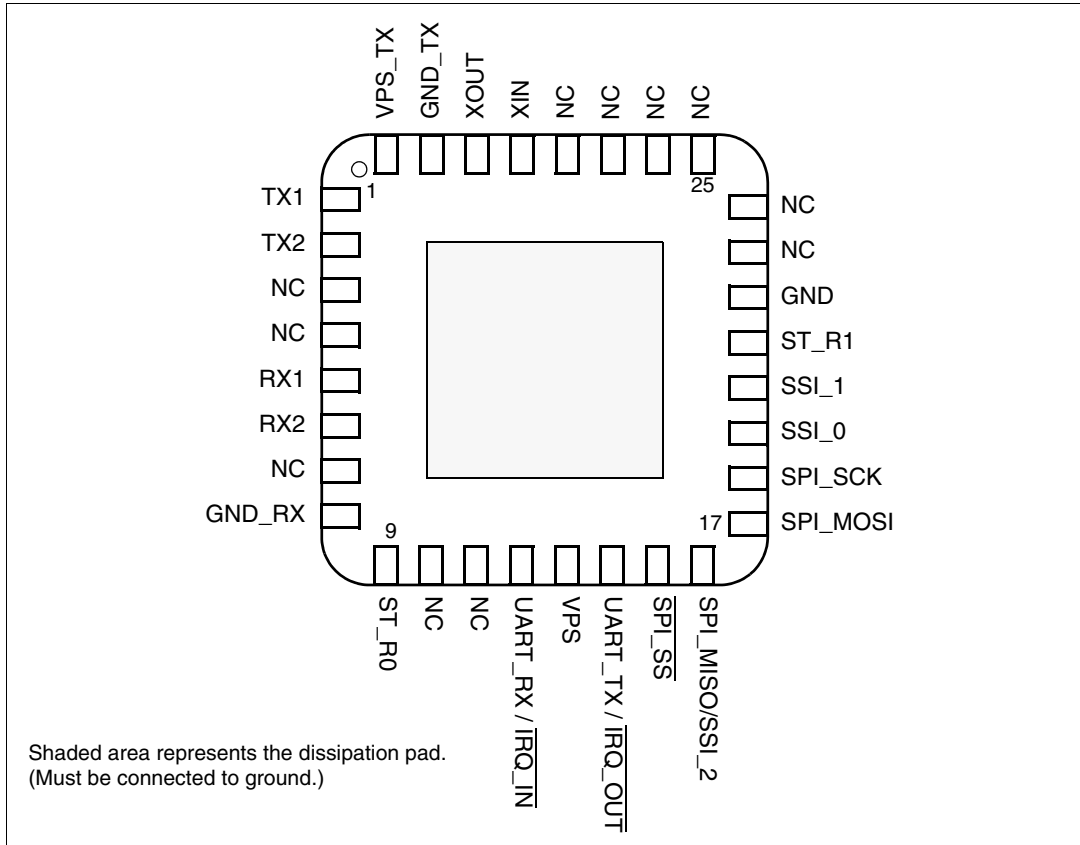 VPS_TX
GND_TX
XOUT
XIN
NC
NC
NC
NC
1
25
TX1
TX2
NC
NC
RX1
RX2
NC
GND_RX
NC
NC
GND
ST_R1
SSI_1
SSI_0
SPI_SCK
SPI_MOSI
9
17
ST_R0
NC
NC
UART_RX / IRQ_IN
VPS
UART_TX / IRQ_OUT
SPI_SS
SPI_MISO/SSI_2
Shaded area represents the dissipation pad.
(Must be connected to ground.)